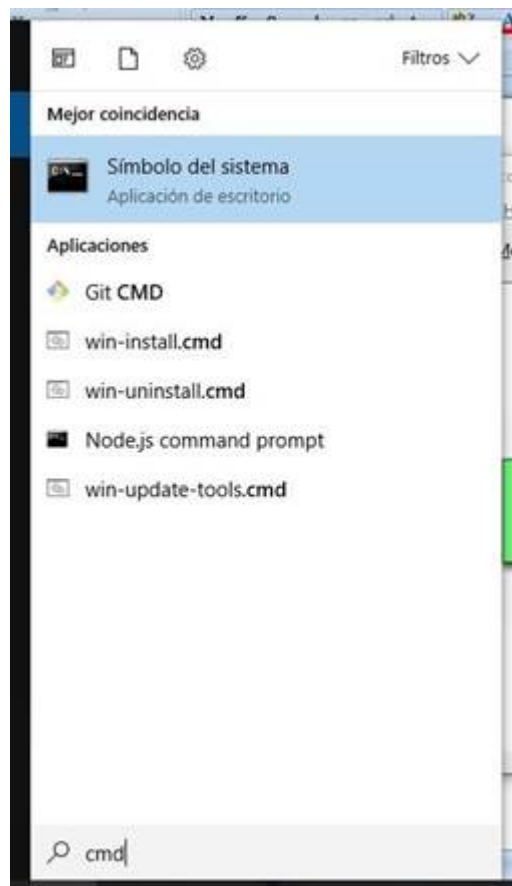 Filtros
Mejor coincidencia
Símbolo del sistema
Aplicación de escritorio
Aplicaciones
Git CMD
win-install.cmd
win-uninstall.cmd
Node.js command prompt
win-update-tools.cmd
cmd